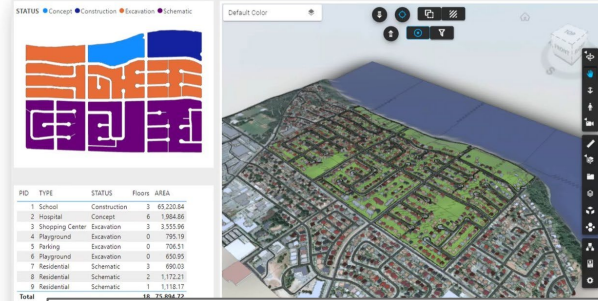 STATUS Concept Construction Excavation Schematic
Default Color
TOP
FRONT
PID TYPE STATUS Floors AREA
1 School Construction 3 65,220.84
2 Hospital Concept 6 1,984.86
3 Shopping Center Excavation 3 3,555.96
4 Playground Excavation 0 795.19
5 Parking Excavation 0 706.51
6 Playground Excavation 0 650.95
7 Residential Schematic 3 690.03
8 Residential Schematic 2 1,172.21
9 Residential Schematic 1 1,118.17
Total 18 75,894.72